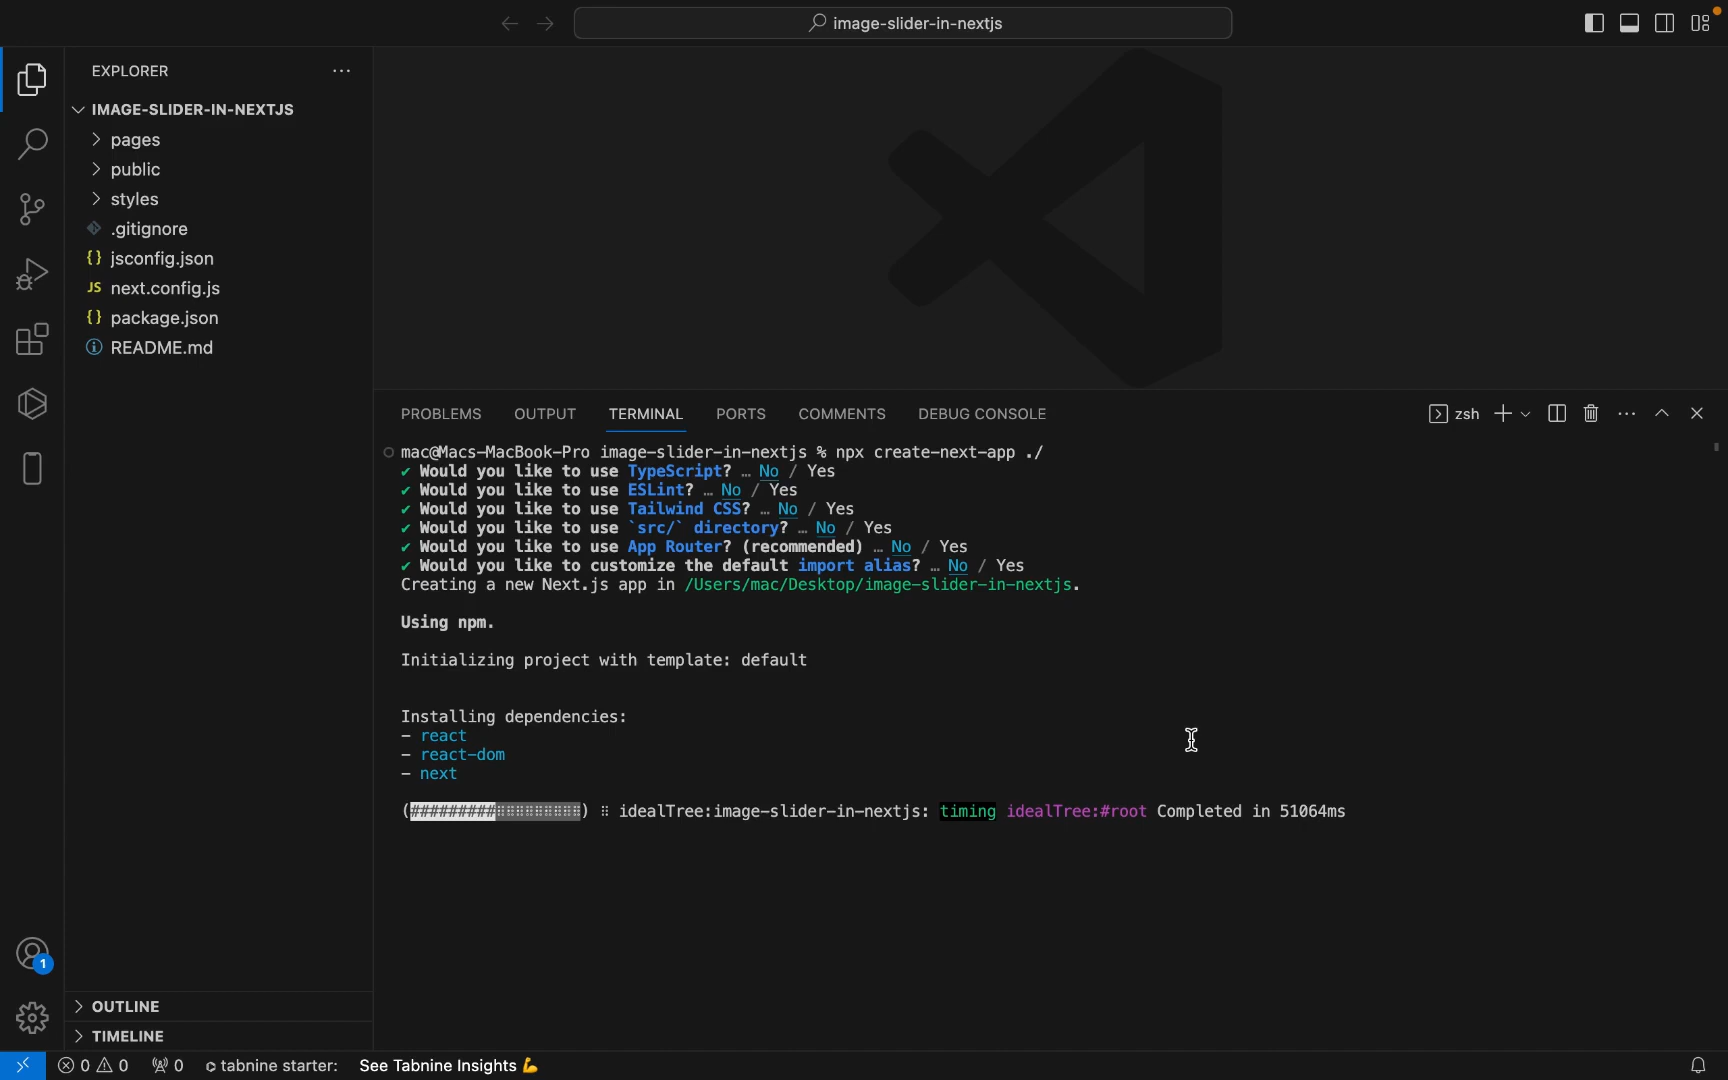 image-slider-in-nextjs
EXPLORER
IMAGE-SLIDER-IN-NEXTJS
pages
public
styles
.gitignore
{} jsconfig.json
JS next.config.js
{} package.json
README.md
OUTLINE
TIMELINE
PROBLEMS OUTPUT TERMINAL PORTS COMMENTS DEBUG CONSOLE
zsh
mac@Macs-MacBook-Pro image-slider-in-nextjs % npx create-next-app ./
✔ Would you like to use TypeScript? … No / Yes
✔ Would you like to use ESLint? … No / Yes
✔ Would you like to use Tailwind CSS? … No / Yes
✔ Would you like to use `src/` directory? … No / Yes
✔ Would you like to use App Router? (recommended) … No / Yes
✔ Would you like to customize the default import alias? … No / Yes
Creating a new Next.js app in /Users/mac/Desktop/image-slider-in-nextjs.
Using npm.
Initializing project with template: default
Installing dependencies:
- react
- react-dom
- next
(#########⠂⠂⠂⠂⠂⠂⠂⠂⠂) ⠸ idealTree:image-slider-in-nextjs: timing idealTree:#root Completed in 51064ms
1
0 0 0 tabnine starter: See Tabnine Insights 💪